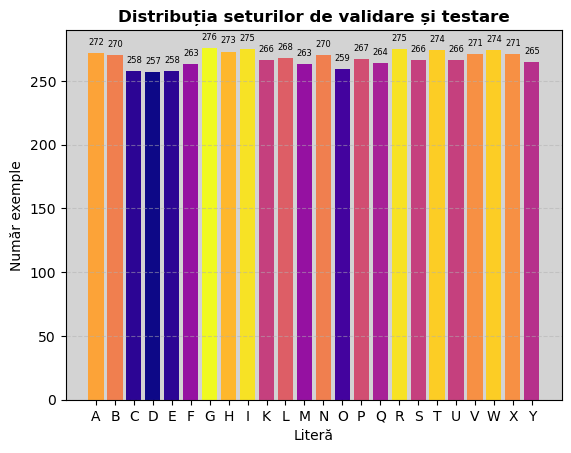 Distribuția seturilor de validare și testare
272 270 258 257 258 263 276 273 275 266 268 263 270 259 267 264 275 266 274 266 271 274 271 265
Număr exemple
250
200
150
100
50
0
A B C D E F G H I K L M N O P Q R S T U V W X Y
Literă